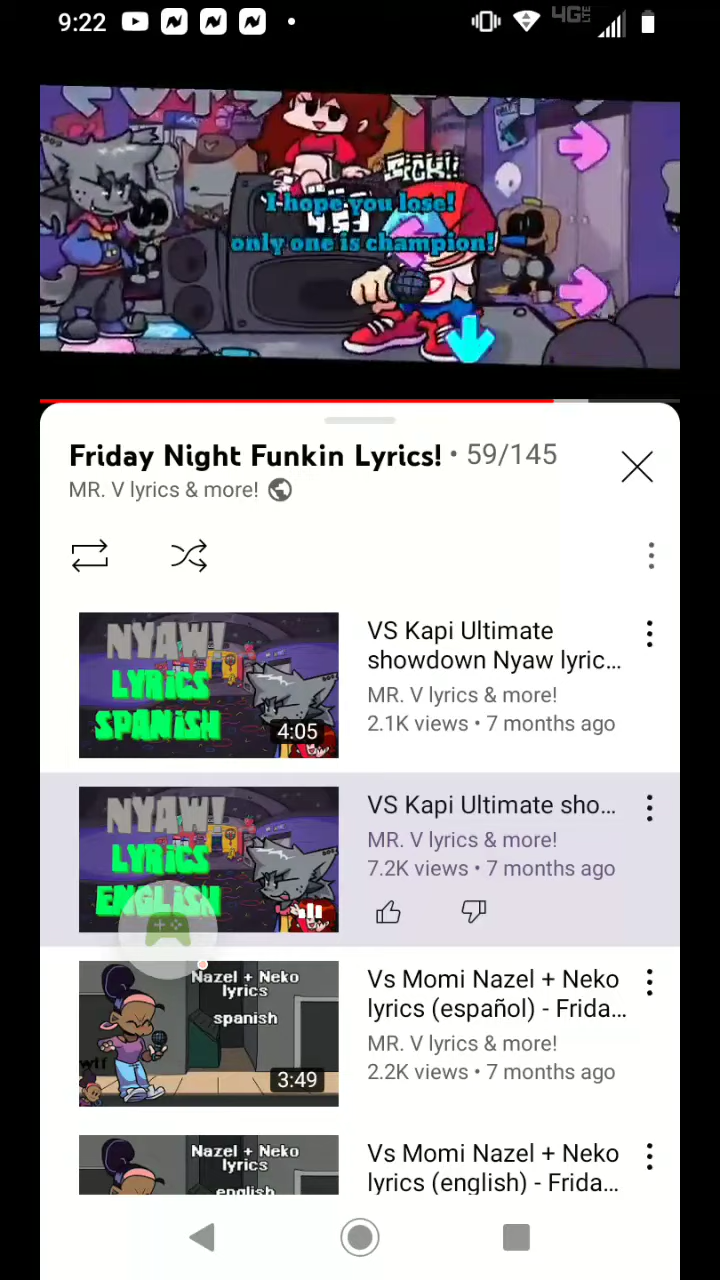 9:22
4G LTE
SICK!!
I hope you lose!
only one is champion!
Friday Night Funkin Lyrics! • 59/145
MR. V lyrics & more!
NYAW!
LYRICS
SPANISH
4:05
VS Kapi Ultimate
showdown Nyaw lyric...
MR. V lyrics & more!
2.1K views • 7 months ago
NYAW!
LYRICS
ENGLISH
VS Kapi Ultimate sho...
MR. V lyrics & more!
7.2K views • 7 months ago
Nazel + Neko
lyrics
spanish
wtf
3:49
Vs Momi Nazel + Neko
lyrics (español) - Frida...
MR. V lyrics & more!
2.2K views • 7 months ago
Nazel + Neko
lyrics
english
Vs Momi Nazel + Neko
lyrics (english) - Frida...